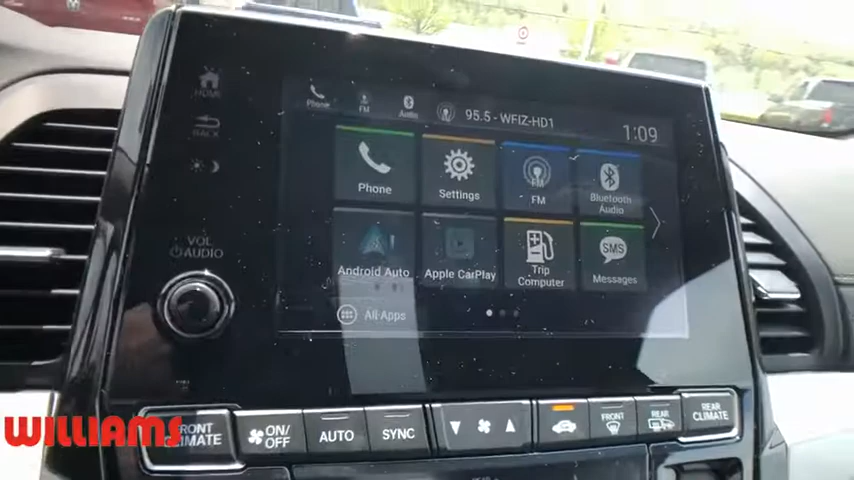 HOME
BACK
VOL
AUDIO
Phone
FM
Audio
95.5 - WFIZ-HD1
1:09
Phone
Settings
FM
FM
Bluetooth
Audio
Android Auto
Apple CarPlay
Trip
Computer
SMS
Messages
All Apps
FRONT
CLIMATE
ON/
OFF
AUTO
SYNC
FRONT
REAR
REAR
CLIMATE
WILLIAMS